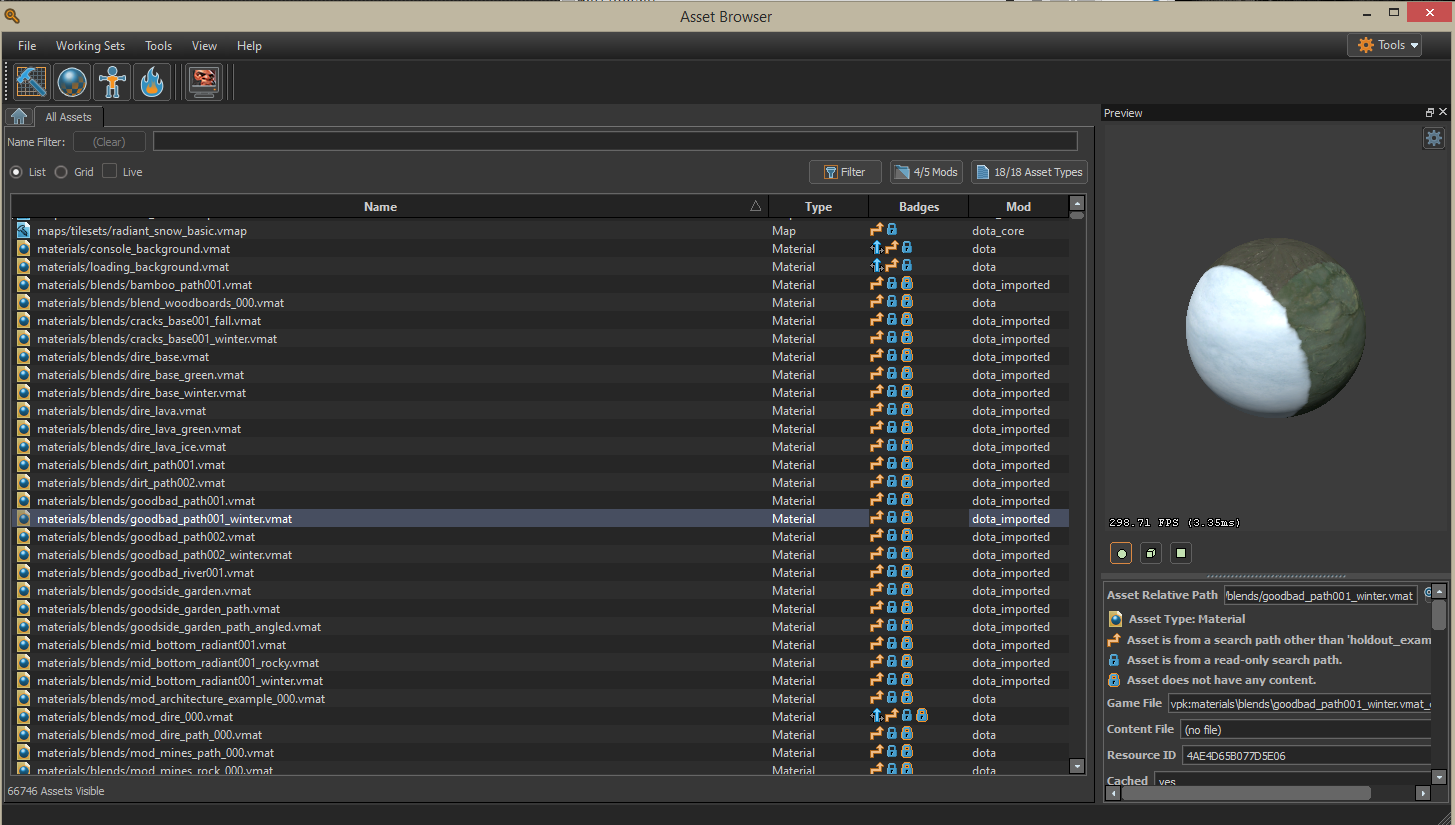 Asset Browser
File Working Sets Tools View Help
Tools
All Assets
Name Filter: (Clear)
List Grid Live
Filter 4/5 Mods 18/18 Asset Types
Name Type Badges Mod
maps/tilesets/radiant_snow_basic.vmap Map dota_core
materials/console_background.vmat Material dota
materials/loading_background.vmat Material dota
materials/blends/bamboo_path001.vmat Material dota_imported
materials/blends/blend_woodboards_000.vmat Material dota
materials/blends/cracks_base001_fall.vmat Material dota_imported
materials/blends/cracks_base001_winter.vmat Material dota_imported
materials/blends/dire_base.vmat Material dota_imported
materials/blends/dire_base_green.vmat Material dota_imported
materials/blends/dire_base_winter.vmat Material dota_imported
materials/blends/dire_lava.vmat Material dota_imported
materials/blends/dire_lava_green.vmat Material dota_imported
materials/blends/dire_lava_ice.vmat Material dota_imported
materials/blends/dirt_path001.vmat Material dota_imported
materials/blends/dirt_path002.vmat Material dota_imported
materials/blends/goodbad_path001.vmat Material dota_imported
materials/blends/goodbad_path001_winter.vmat Material dota_imported
materials/blends/goodbad_path002.vmat Material dota_imported
materials/blends/goodbad_path002_winter.vmat Material dota_imported
materials/blends/goodbad_river001.vmat Material dota_imported
materials/blends/goodside_garden.vmat Material dota_imported
materials/blends/goodside_garden_path.vmat Material dota_imported
materials/blends/goodside_garden_path_angled.vmat Material dota_imported
materials/blends/mid_bottom_radiant001.vmat Material dota_imported
materials/blends/mid_bottom_radiant001_rocky.vmat Material dota_imported
materials/blends/mid_bottom_radiant001_winter.vmat Material dota_imported
materials/blends/mod_architecture_example_000.vmat Material dota
materials/blends/mod_dire_000.vmat Material dota
materials/blends/mod_dire_path_000.vmat Material dota
materials/blends/mod_mines_path_000.vmat Material dota
materials/blends/mod_mines_rock_000.vmat Material dota
66746 Assets Visible
Preview
298.71 FPS (3.35ms)
Asset Relative Path /blends/goodbad_path001_winter.vmat
Asset Type: Material
Asset is from a search path other than 'holdout_exam
Asset is from a read-only search path.
Asset does not have any content.
Game File vpk:materials\blends\goodbad_path001_winter.vmat_
Content File (no file)
Resource ID 4AE4D65B077D5E06
Cached yes